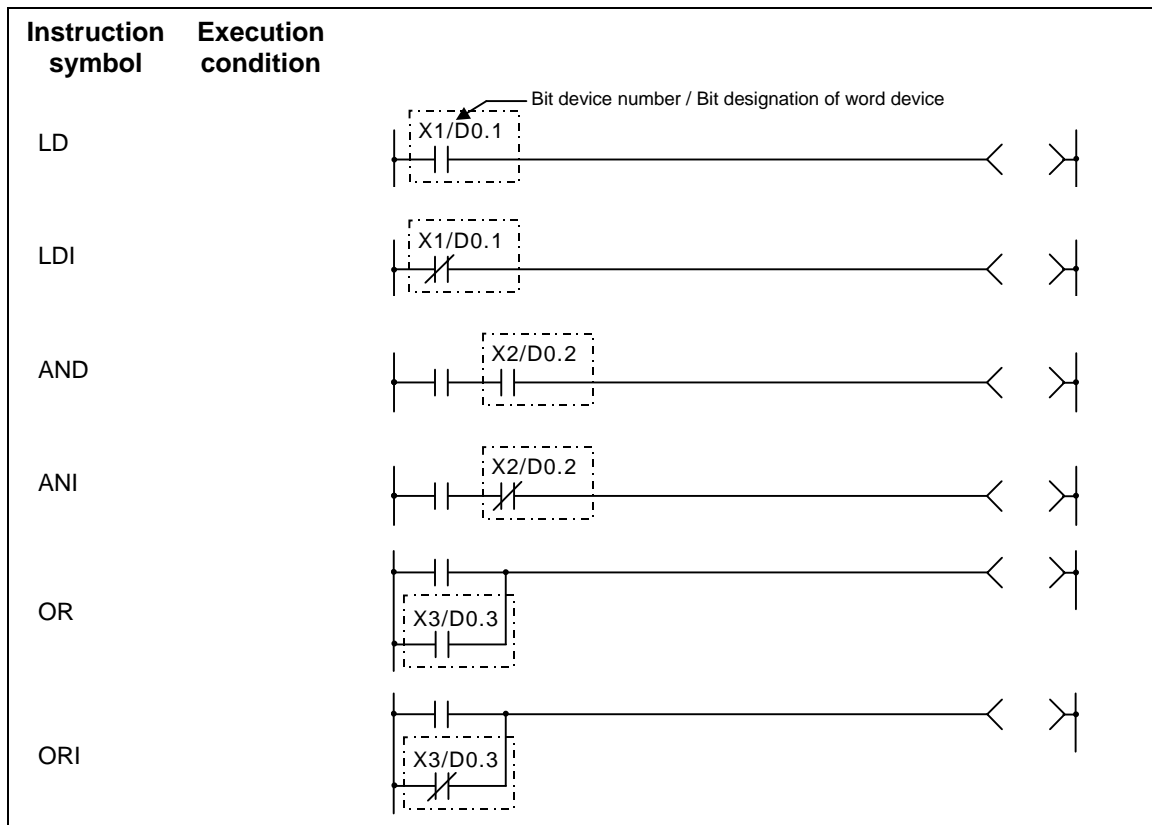 Instruction symbol
Execution condition
Bit device number / Bit designation of word device
LD
X1/D0.1
LDI
X1/D0.1
AND
X2/D0.2
ANI
X2/D0.2
OR
X3/D0.3
ORI
X3/D0.3